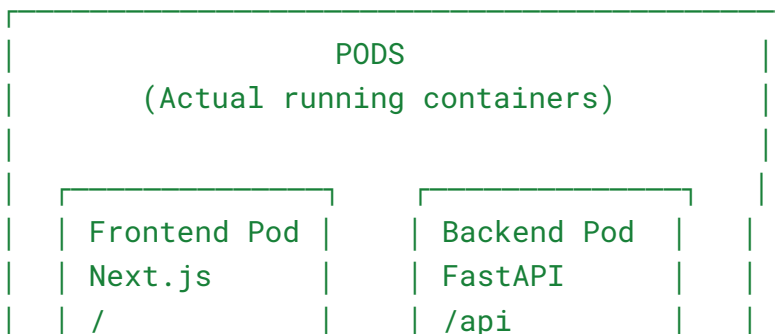 PODS
(Actual running containers)
Frontend Pod Backend Pod
Next.js FastAPI
/ /api